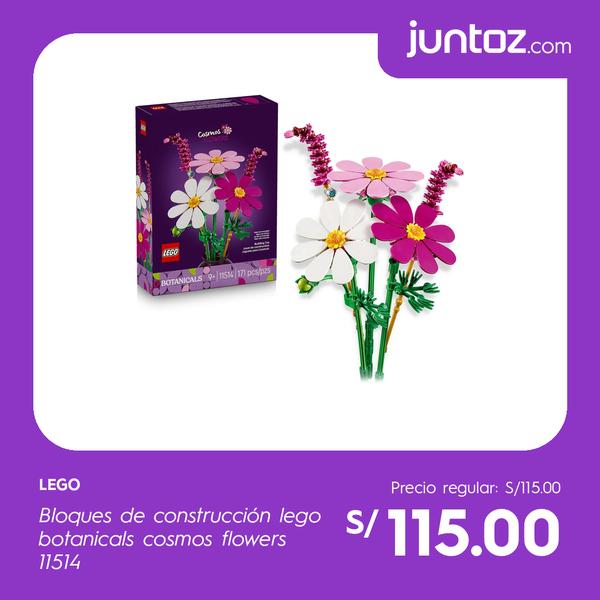 juntoz.com
LEGO
Cosmos
LEGO
BOTANICALS
9+ 11514 171 pcs/pzs
LEGO
Bloques de construcción lego
botanicals cosmos flowers
11514
Precio regular: S/115.00
S/ 115.00